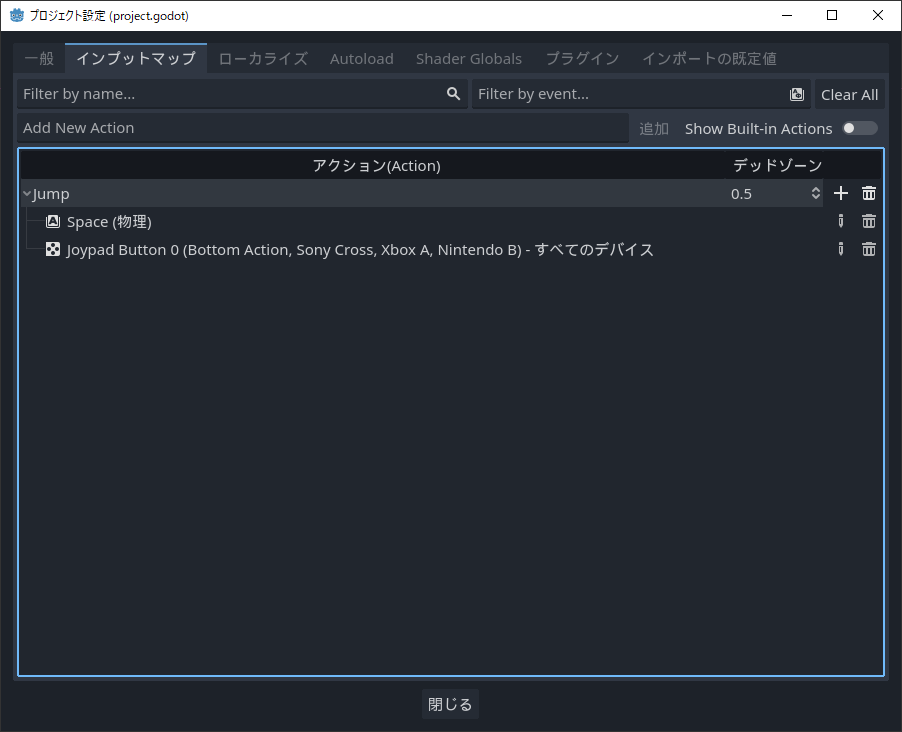 プロジェクト設定 (project.godot)
一般 インプットマップ ローカライズ Autoload Shader Globals プラグイン インポートの既定値
Filter by name... Filter by event... Clear All
Add New Action 追加 Show Built-in Actions
アクション(Action) デッドゾーン
Jump 0.5
Space (物理)
Joypad Button 0 (Bottom Action, Sony Cross, Xbox A, Nintendo B) - すべてのデバイス
閉じる